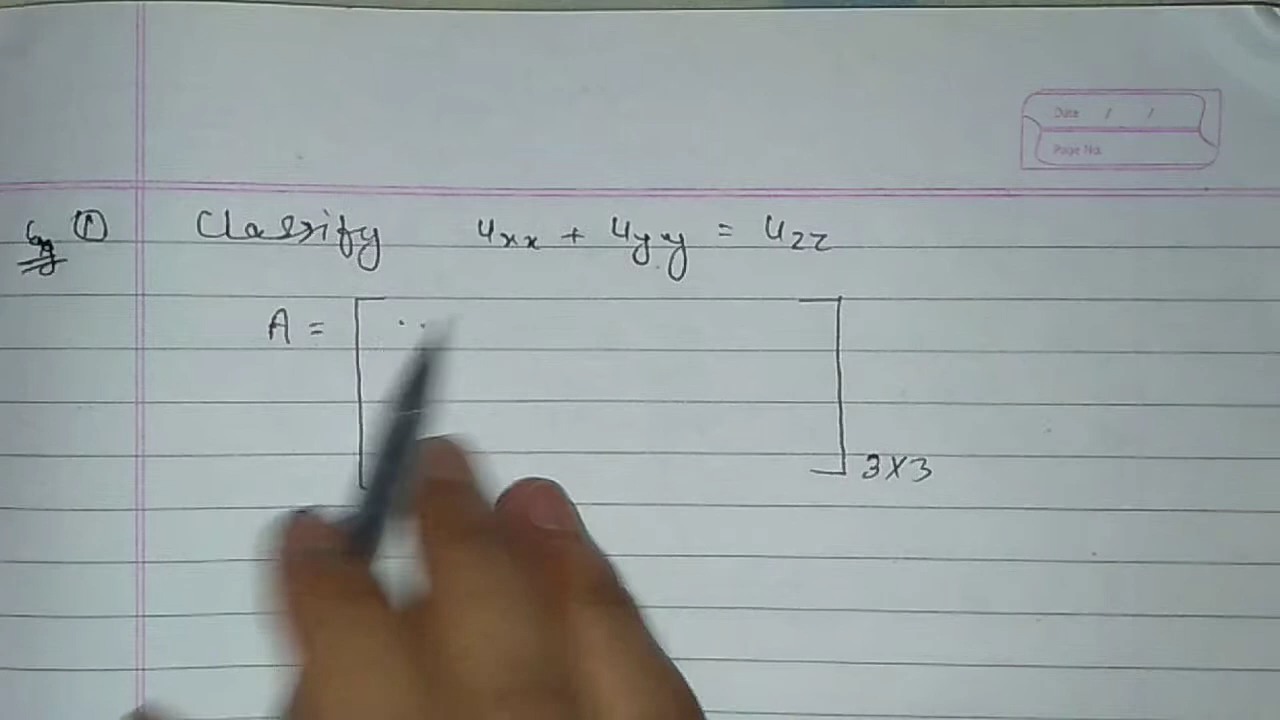 Date / /
Page No.
Eg ① Classify uxx + uyy = uzz
A = [ ] 3×3